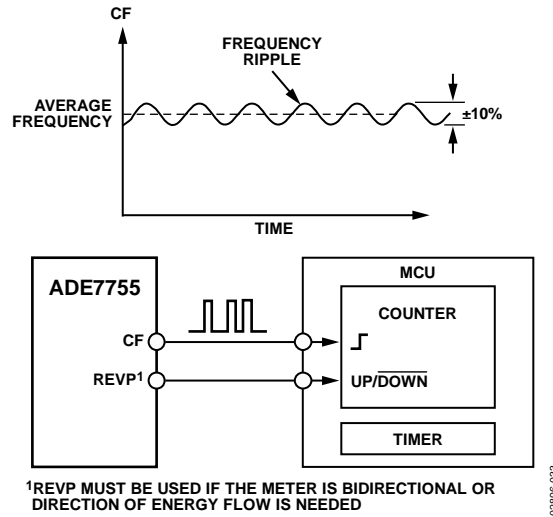 CF
FREQUENCY
RIPPLE
AVERAGE
FREQUENCY
±10%
TIME
ADE7755
CF
REVP1
MCU
COUNTER
UP/DOWN
TIMER
1REVP MUST BE USED IF THE METER IS BIDIRECTIONAL OR
DIRECTION OF ENERGY FLOW IS NEEDED